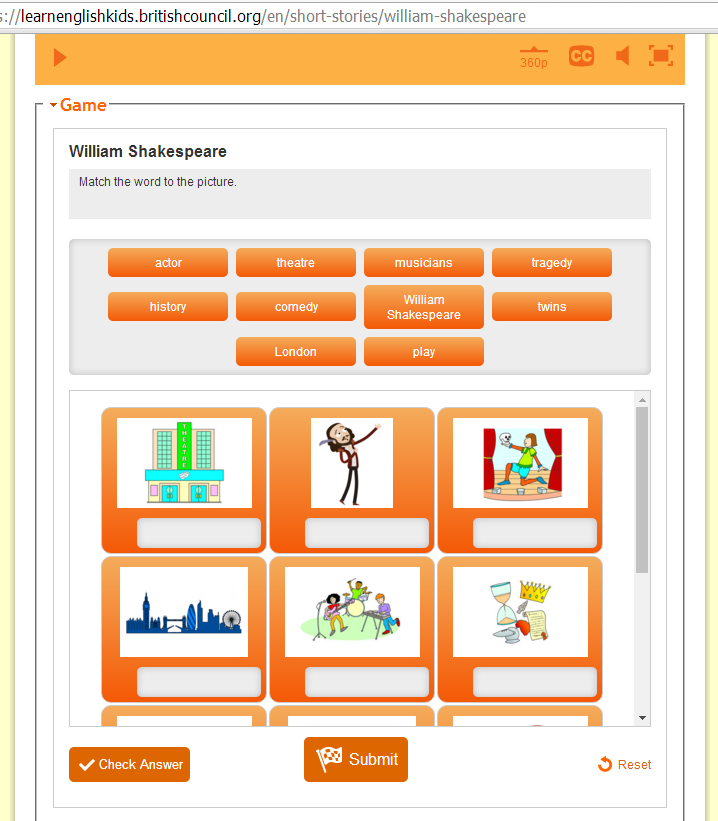 s://learnenglishkids.britishcouncil.org/en/short-stories/william-shakespeare
360p
CC
Game
William Shakespeare
Match the word to the picture.
actor theatre musicians tragedy
history comedy William Shakespeare twins
London play
THEATRE
Check Answer Submit Reset